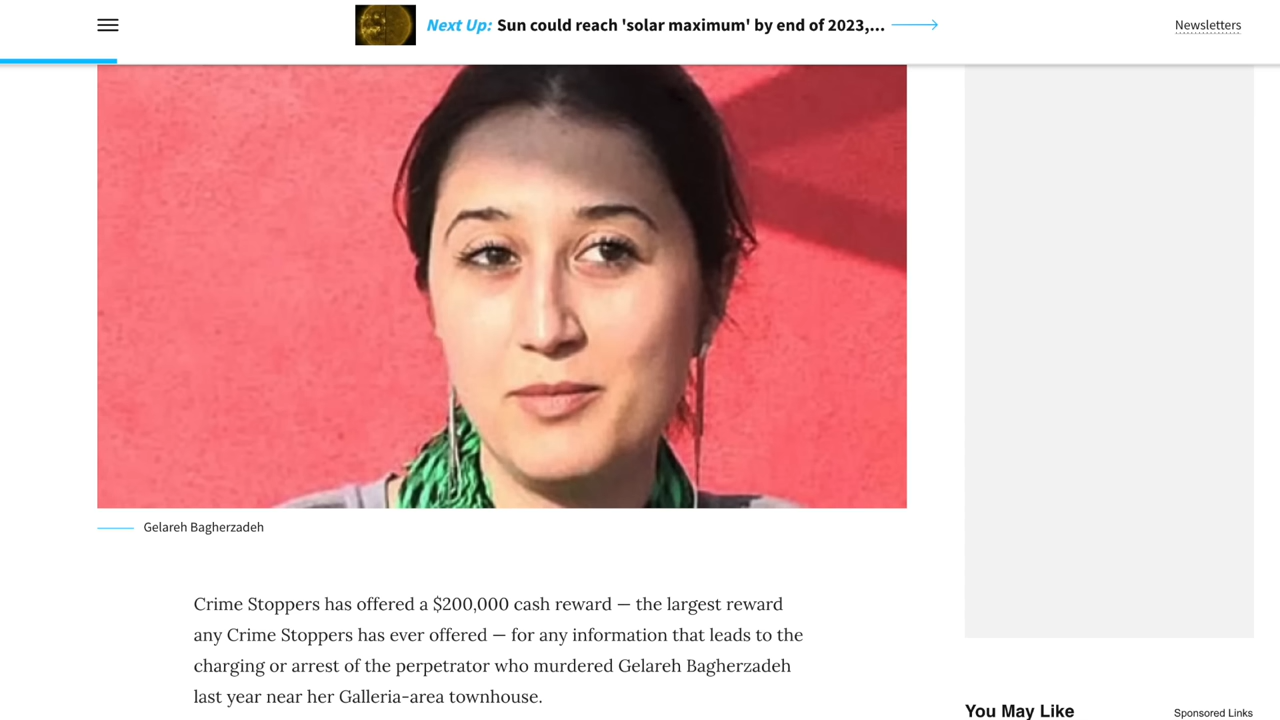 Next Up: Sun could reach 'solar maximum' by end of 2023,...
Newsletters
Gelareh Bagherzadeh
Crime Stoppers has offered a $200,000 cash reward — the largest reward
any Crime Stoppers has ever offered — for any information that leads to the
charging or arrest of the perpetrator who murdered Gelareh Bagherzadeh
last year near her Galleria-area townhouse.
You May Like
Sponsored Links